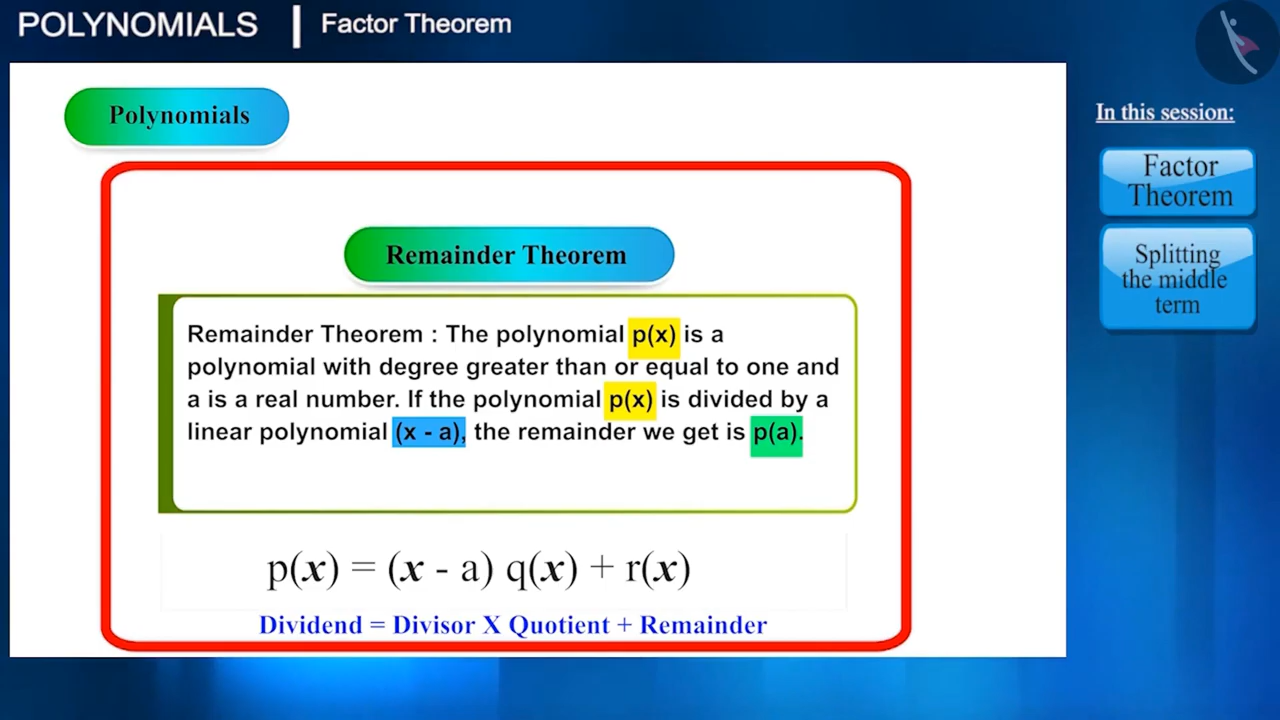 POLYNOMIALS | Factor Theorem
Polynomials
Remainder Theorem
Remainder Theorem : The polynomial p(x) is a
polynomial with degree greater than or equal to one and
a is a real number. If the polynomial p(x) is divided by a
linear polynomial (x - a), the remainder we get is p(a).
p(x) = (x - a) q(x) + r(x)
Dividend = Divisor X Quotient + Remainder
In this session:
Factor
Theorem
Splitting
the middle
term